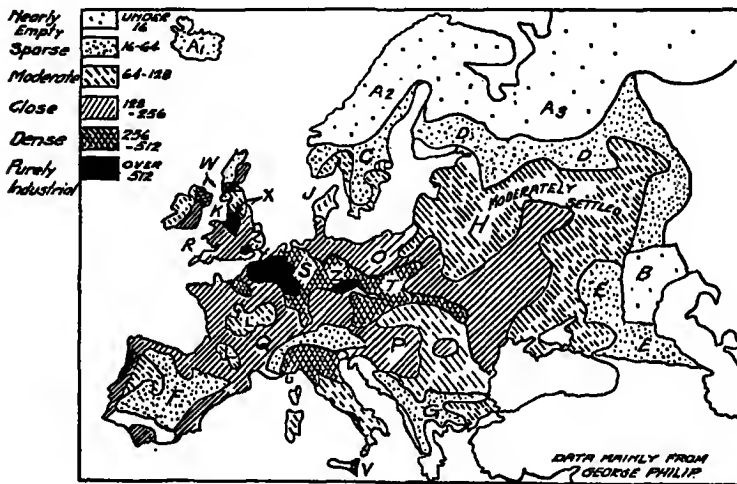 Nearly Empty UNDER 16
Sparse 16-64
Moderate 64-128
Close 128-256
Dense 256-512
Purely Industrial OVER 512
A1
A2
A3
D
D
C
W
Y
X
J
K
MODERATELY SETTLED
H
R
O
B
S
Z
T
E
L
P
E
F
G
V
DATA MAINLY FROM
GEORGE PHILIP.